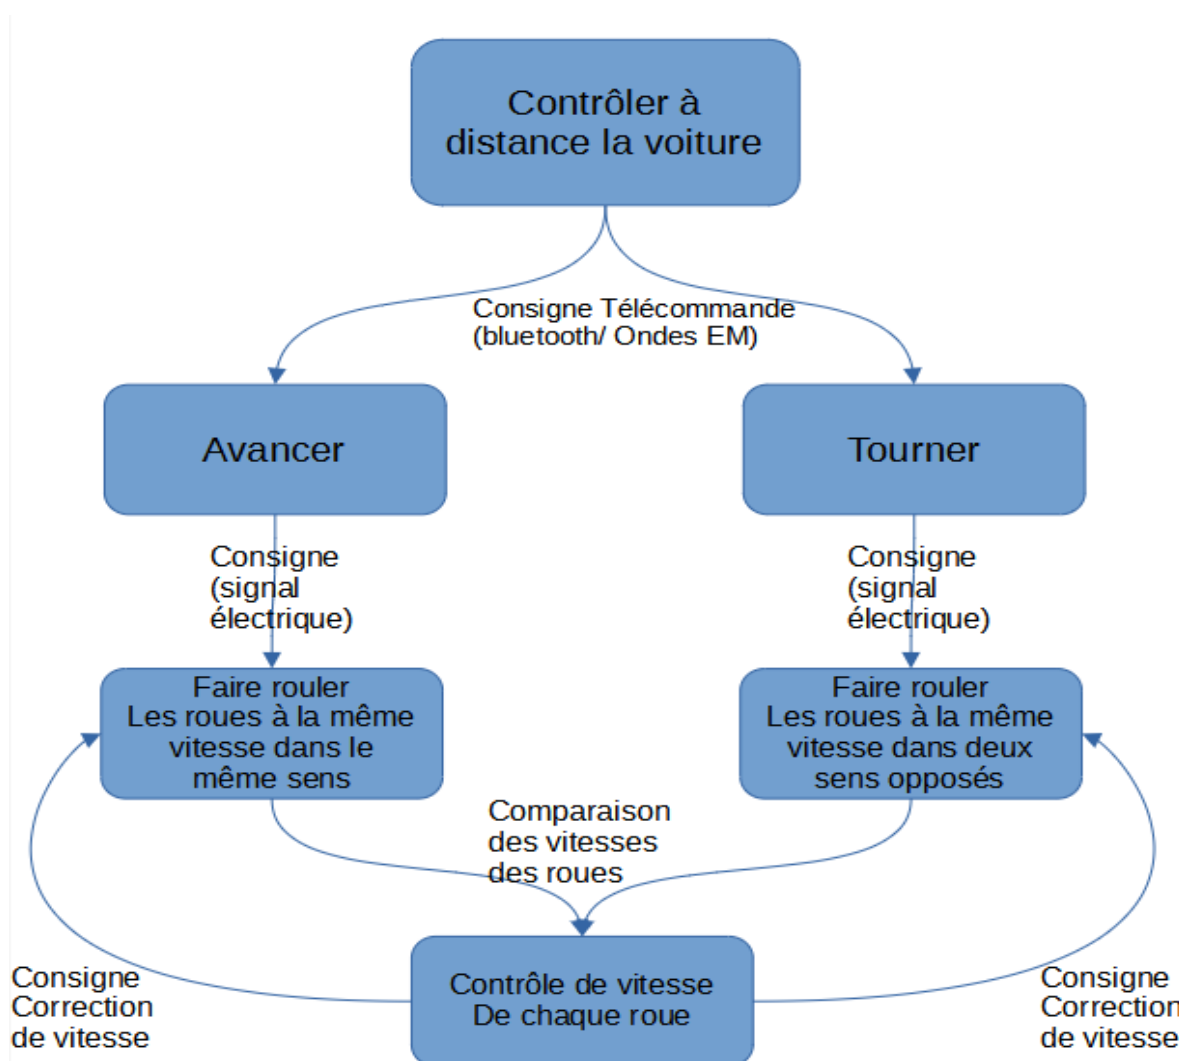 Contrôler à
distance la voiture
Consigne Télécommande
(bluetooth/ Ondes EM)
Avancer
Tourner
Consigne
(signal
électrique)
Consigne
(signal
électrique)
Faire rouler
Les roues à la même
vitesse dans le
même sens
Faire rouler
Les roues à la même
vitesse dans deux
sens opposés
Comparaison
des vitesses
des roues
Contrôle de vitesse
De chaque roue
Consigne
Correction
de vitesse
Consigne
Correction
de vitesse